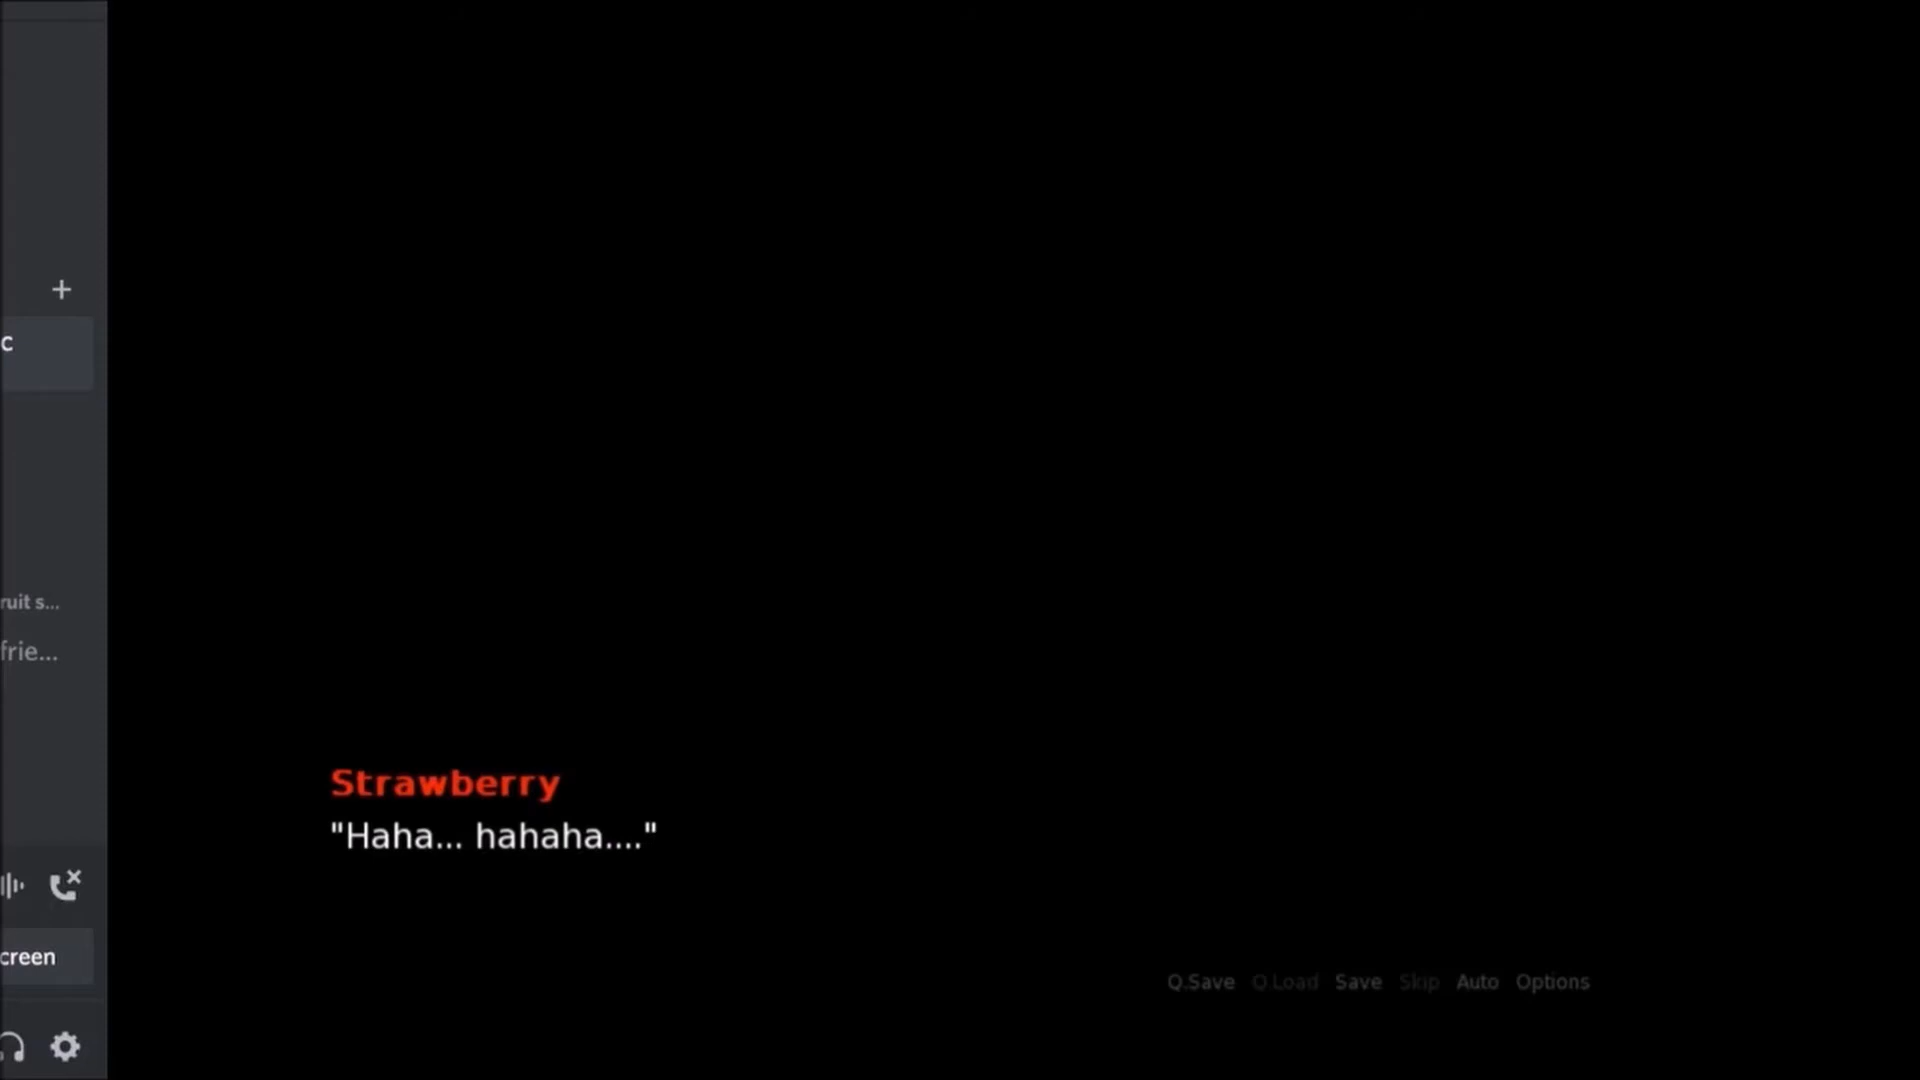 c
ruit s...
frie...
Strawberry
"Haha... hahaha...."
creen
Q.Save Q.Load Save Skip Auto Options